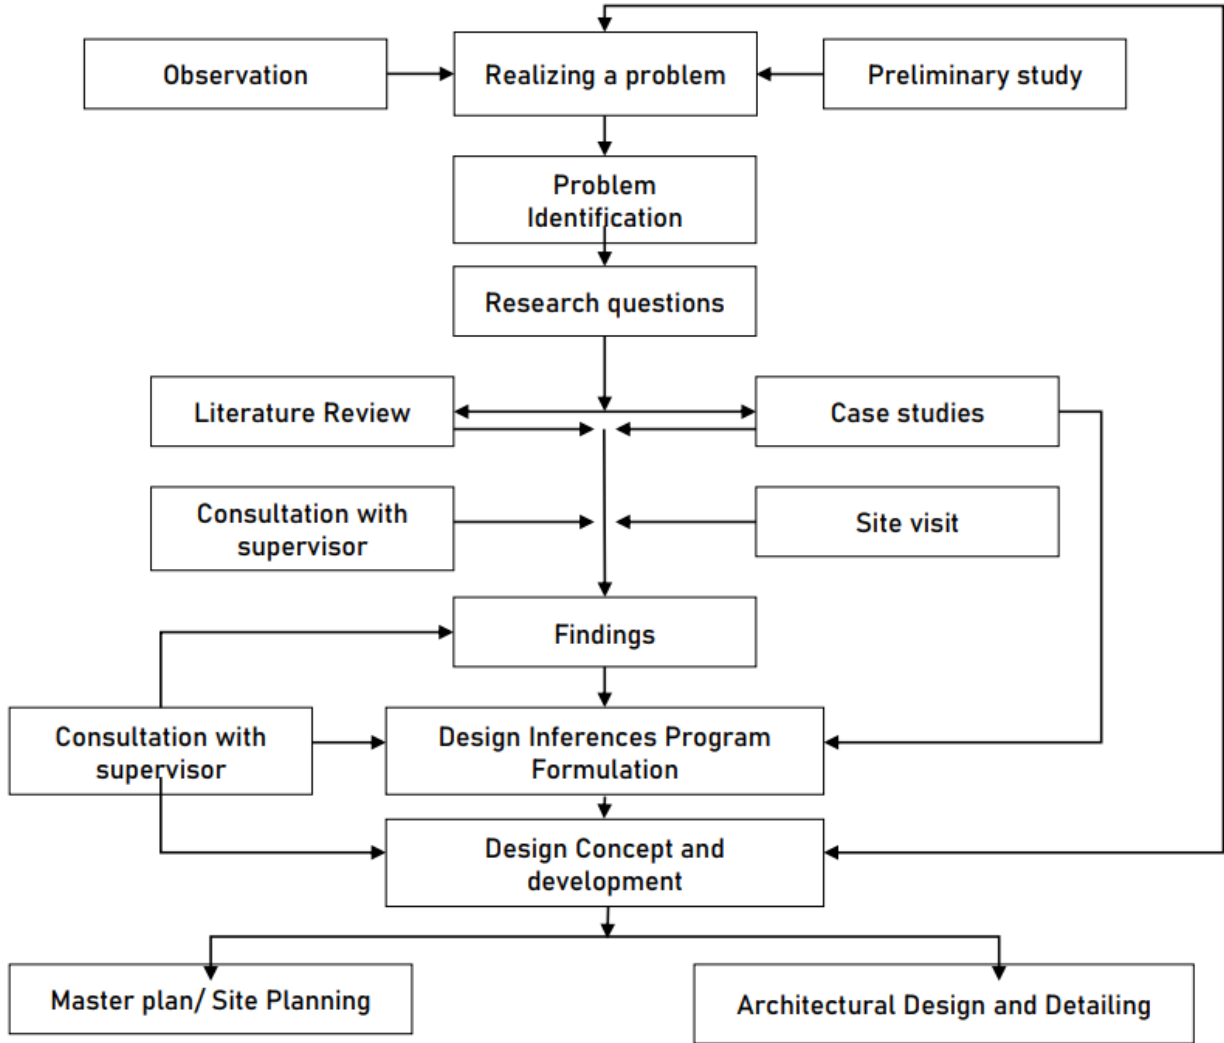 Observation
Realizing a problem
Preliminary study
Problem
Identification
Research questions
Literature Review
Case studies
Consultation with
supervisor
Site visit
Findings
Consultation with
supervisor
Design Inferences Program
Formulation
Design Concept and
development
Master plan/ Site Planning
Architectural Design and Detailing